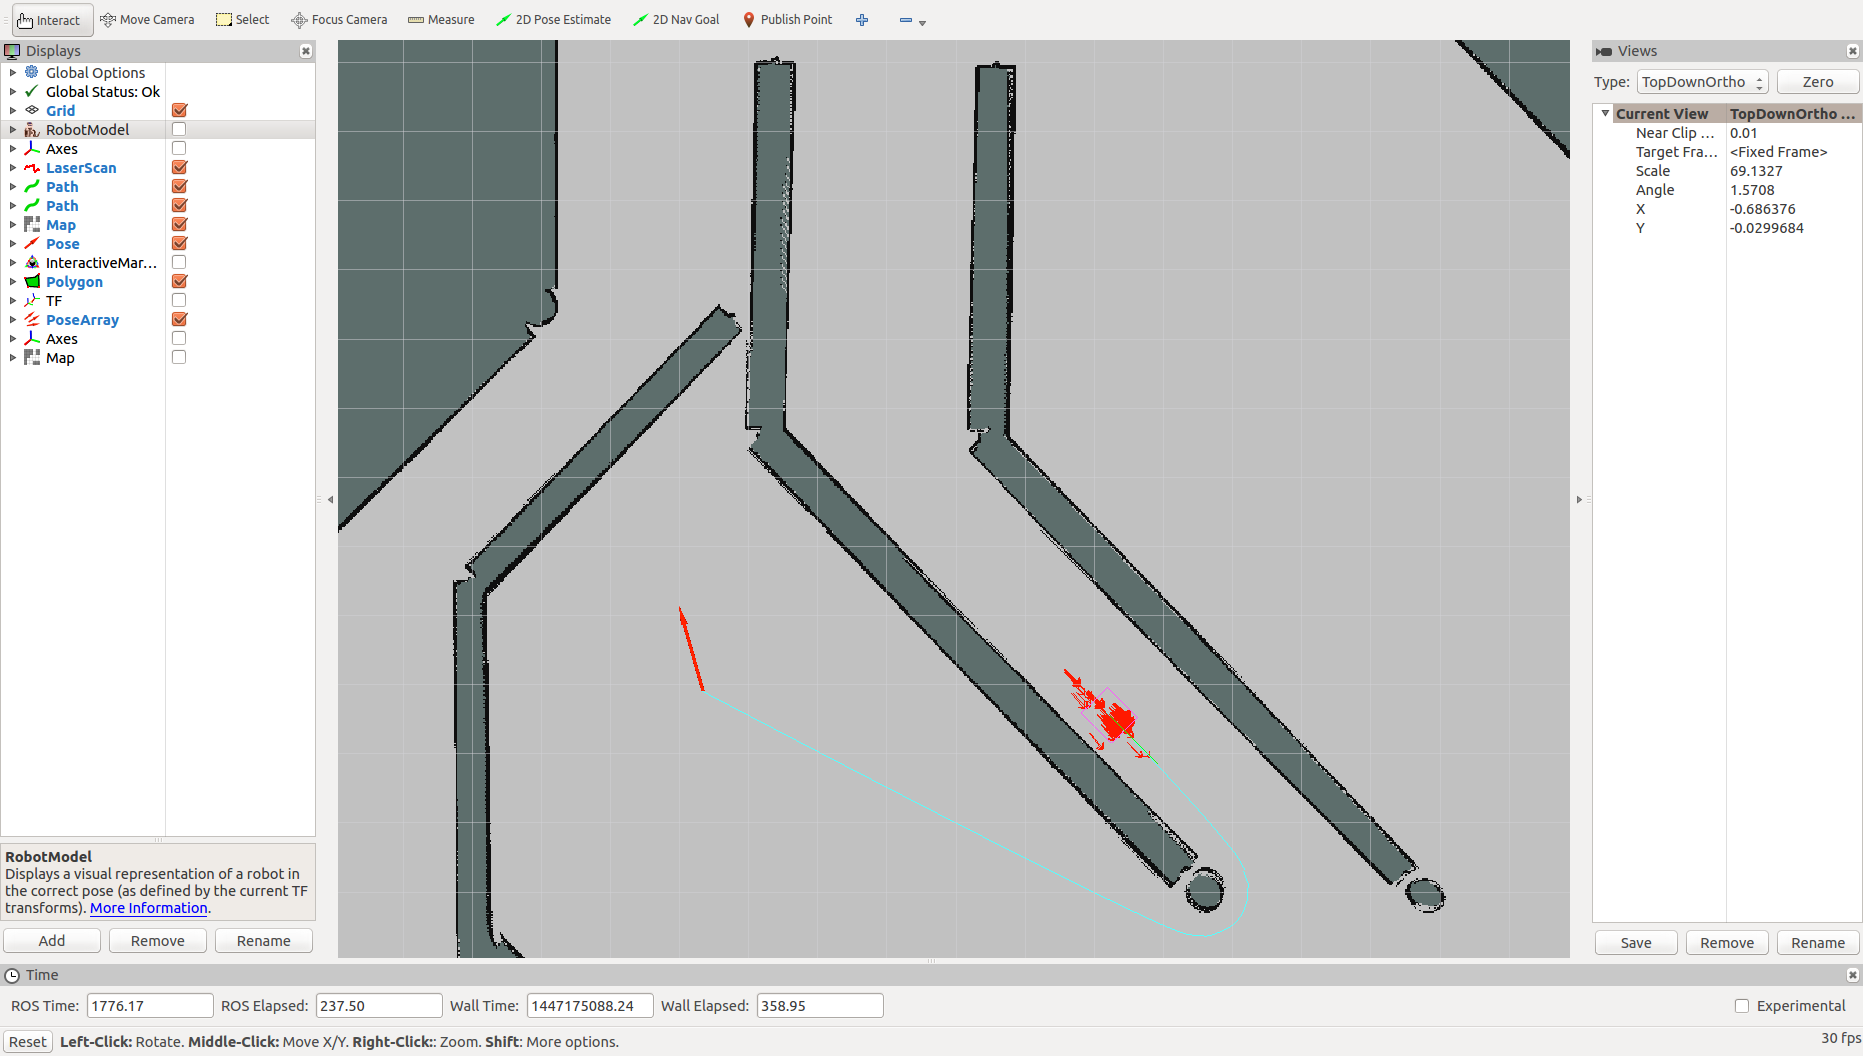 Interact Move Camera Select Focus Camera Measure 2D Pose Estimate 2D Nav Goal Publish Point
Displays
Global Options
Global Status: Ok
Grid
RobotModel
Axes
LaserScan
Path
Path
Map
Pose
InteractiveMar...
Polygon
TF
PoseArray
Axes
Map
RobotModel
Displays a visual representation of a robot in
the correct pose (as defined by the current TF
transforms). More Information.
Add Remove Rename
Views
Type: TopDownOrtho Zero
Current View TopDownOrtho ...
Near Clip ... 0.01
Target Fra... <Fixed Frame>
Scale 69.1327
Angle 1.5708
X -0.686376
Y -0.0299684
Save Remove Rename
Time
ROS Time: 1776.17 ROS Elapsed: 237.50 Wall Time: 1447175088.24 Wall Elapsed: 358.95 Experimental
Reset Left-Click: Rotate. Middle-Click: Move X/Y. Right-Click:: Zoom. Shift: More options. 30 fps